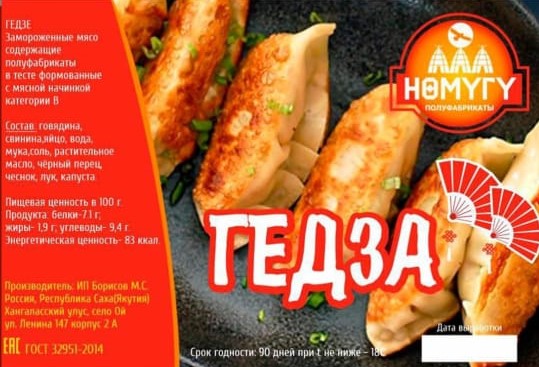 ГЕДЗЕ
Замороженные мясо
содержащие
полуфабрикаты
в тесте формованные
с мясной начинкой
категории В
Состав: говядина,
свинина,яйцо, вода,
мука,соль, растительное
масло, чёрный перец,
чеснок, лук, капуста.
Пищевая ценность в 100 г.
Продукта: белки-7.1 г;
жиры- 1,9 г; углеводы- 9,4 г.
Энергетическая ценность- 83 ккал.
Производитель: ИП Борисов М.С.
Россия, Республика Саха(Якутия)
Хангаласский улус, село Ой
ул. Ленина 147 корпус 2 А
EAC ГОСТ 32951-2014
НӨМУГУ
ПОЛУФАБРИКАТЫ
ГЕДЗА
Дата выработки
Срок годности: 90 дней при t не ниже - 18С